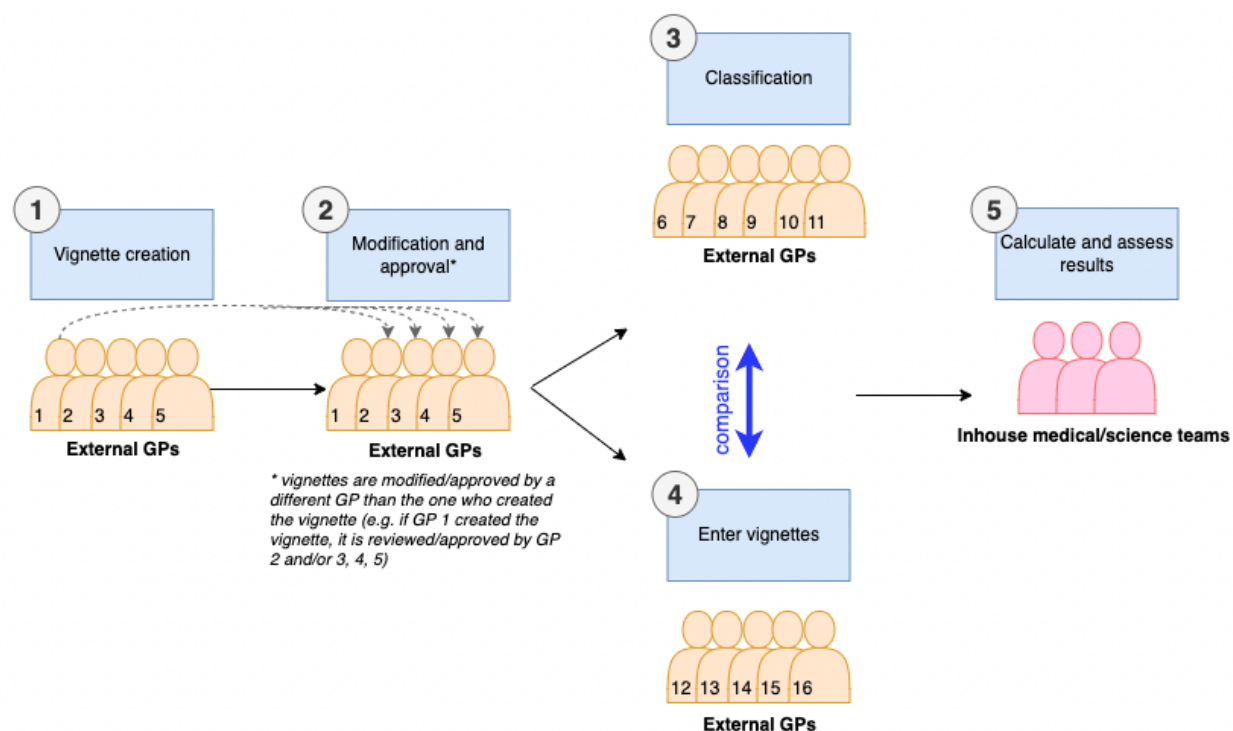 1
Vignette creation
1 2 3 4 5
External GPs
2
Modification and
approval*
1 2 3 4 5
External GPs
* vignettes are modified/approved by a
different GP than the one who created
the vignette (e.g. if GP 1 created the
vignette, it is reviewed/approved by GP
2 and/or 3, 4, 5)
3
Classification
6 7 8 9 10 11
External GPs
comparison
4
Enter vignettes
12 13 14 15 16
External GPs
5
Calculate and assess
results
Inhouse medical/science teams